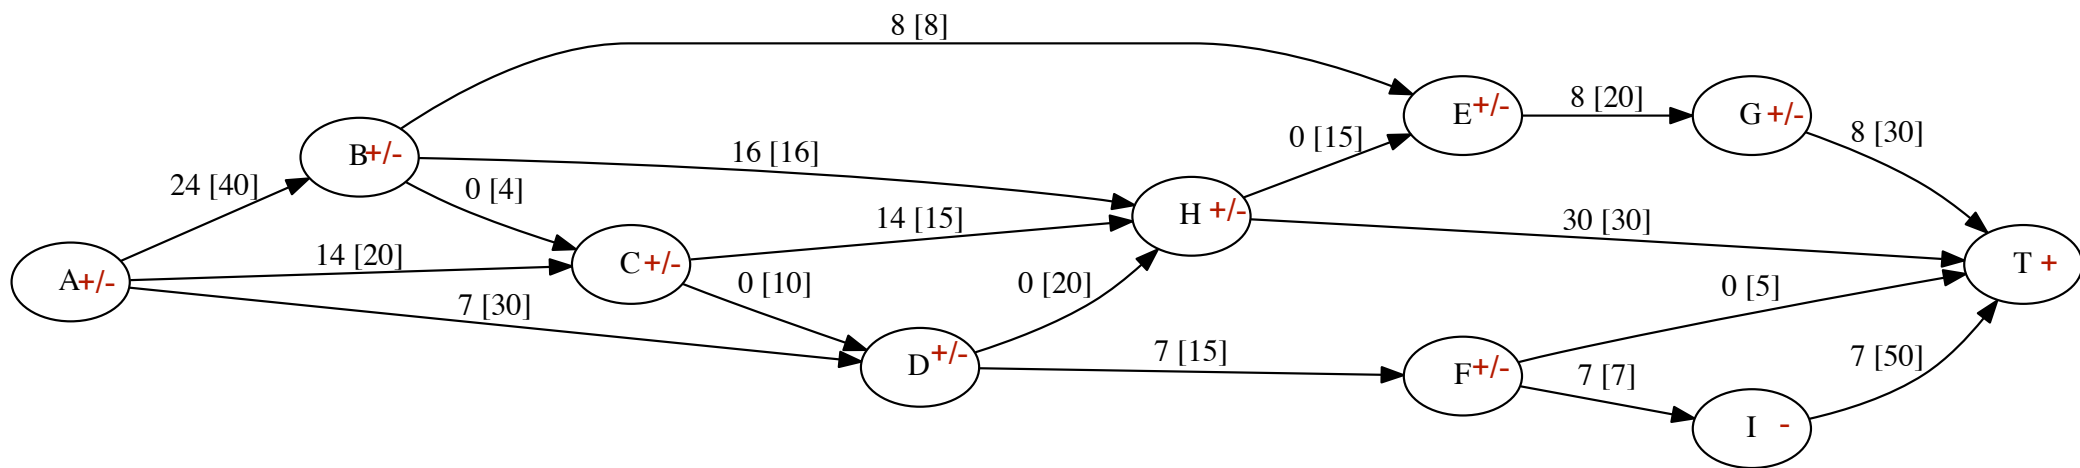 8 [8]
E +/-
8 [20]
G +/-
8 [30]
B +/-
16 [16]
0 [15]
24 [40]
0 [4]
H +/-
14 [15]
30 [30]
A +/-
14 [20]
C +/-
0 [10]
0 [20]
T +
7 [30]
0 [5]
D +/-
7 [15]
F +/-
7 [7]
7 [50]
I -